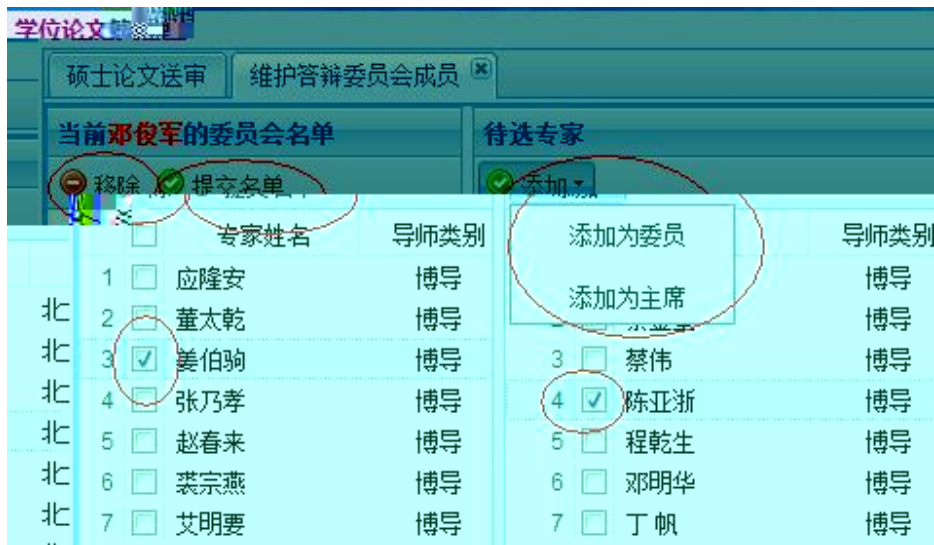 学位论文
硕士论文送审 维护答辩委员会成员
当前邓俊军的委员会名单 待选专家
移除 提交名单 添加
专家姓名 导师类别 添加为委员 导师类别
1 应隆安 博导 博导
添加为主席
北 2 董太乾 博导 博导
北 3 姜伯驹 博导 3 蔡伟 博导
北 4 张乃孝 博导 4 陈亚浙 博导
北 5 赵春来 博导 5 程乾生 博导
北 6 裘宗燕 博导 6 邓明华 博导
北 7 艾明要 博导 7 丁帆 博导